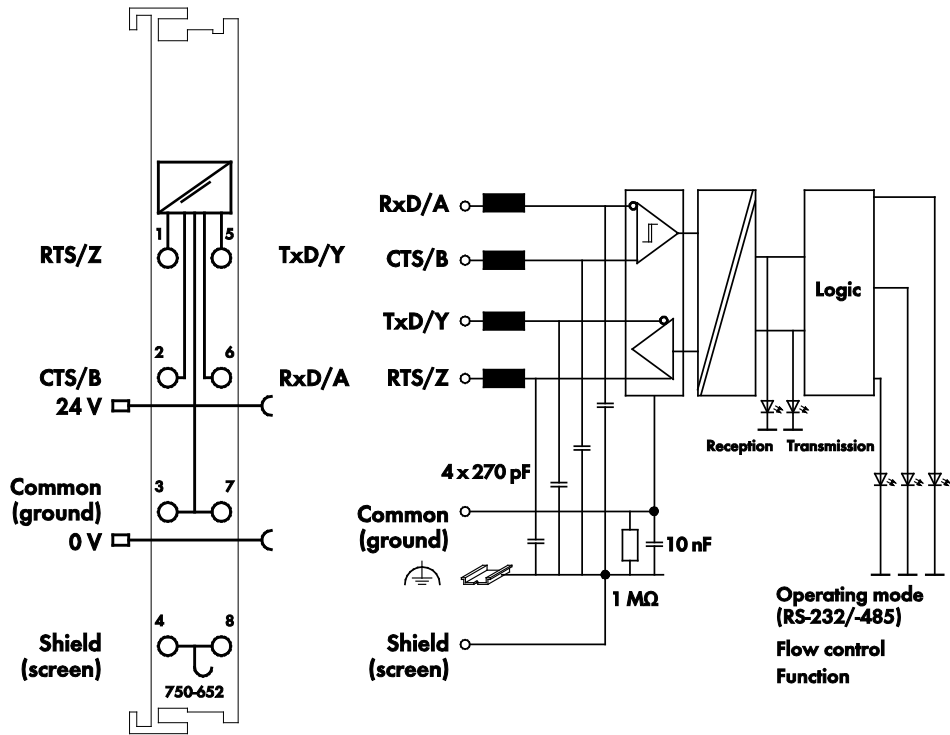 1
5
RTS/Z
TxD/Y
2
6
CTS/B
RxD/A
24 V
3
7
Common
(ground)
0 V
4
8
Shield
(screen)
750-652
RxD/A
CTS/B
TxD/Y
RTS/Z
4 x 270 pF
Common
(ground)
10 nF
1 MΩ
Shield
(screen)
Logic
Reception
Transmission
Operating mode
(RS-232/-485)
Flow control
Function